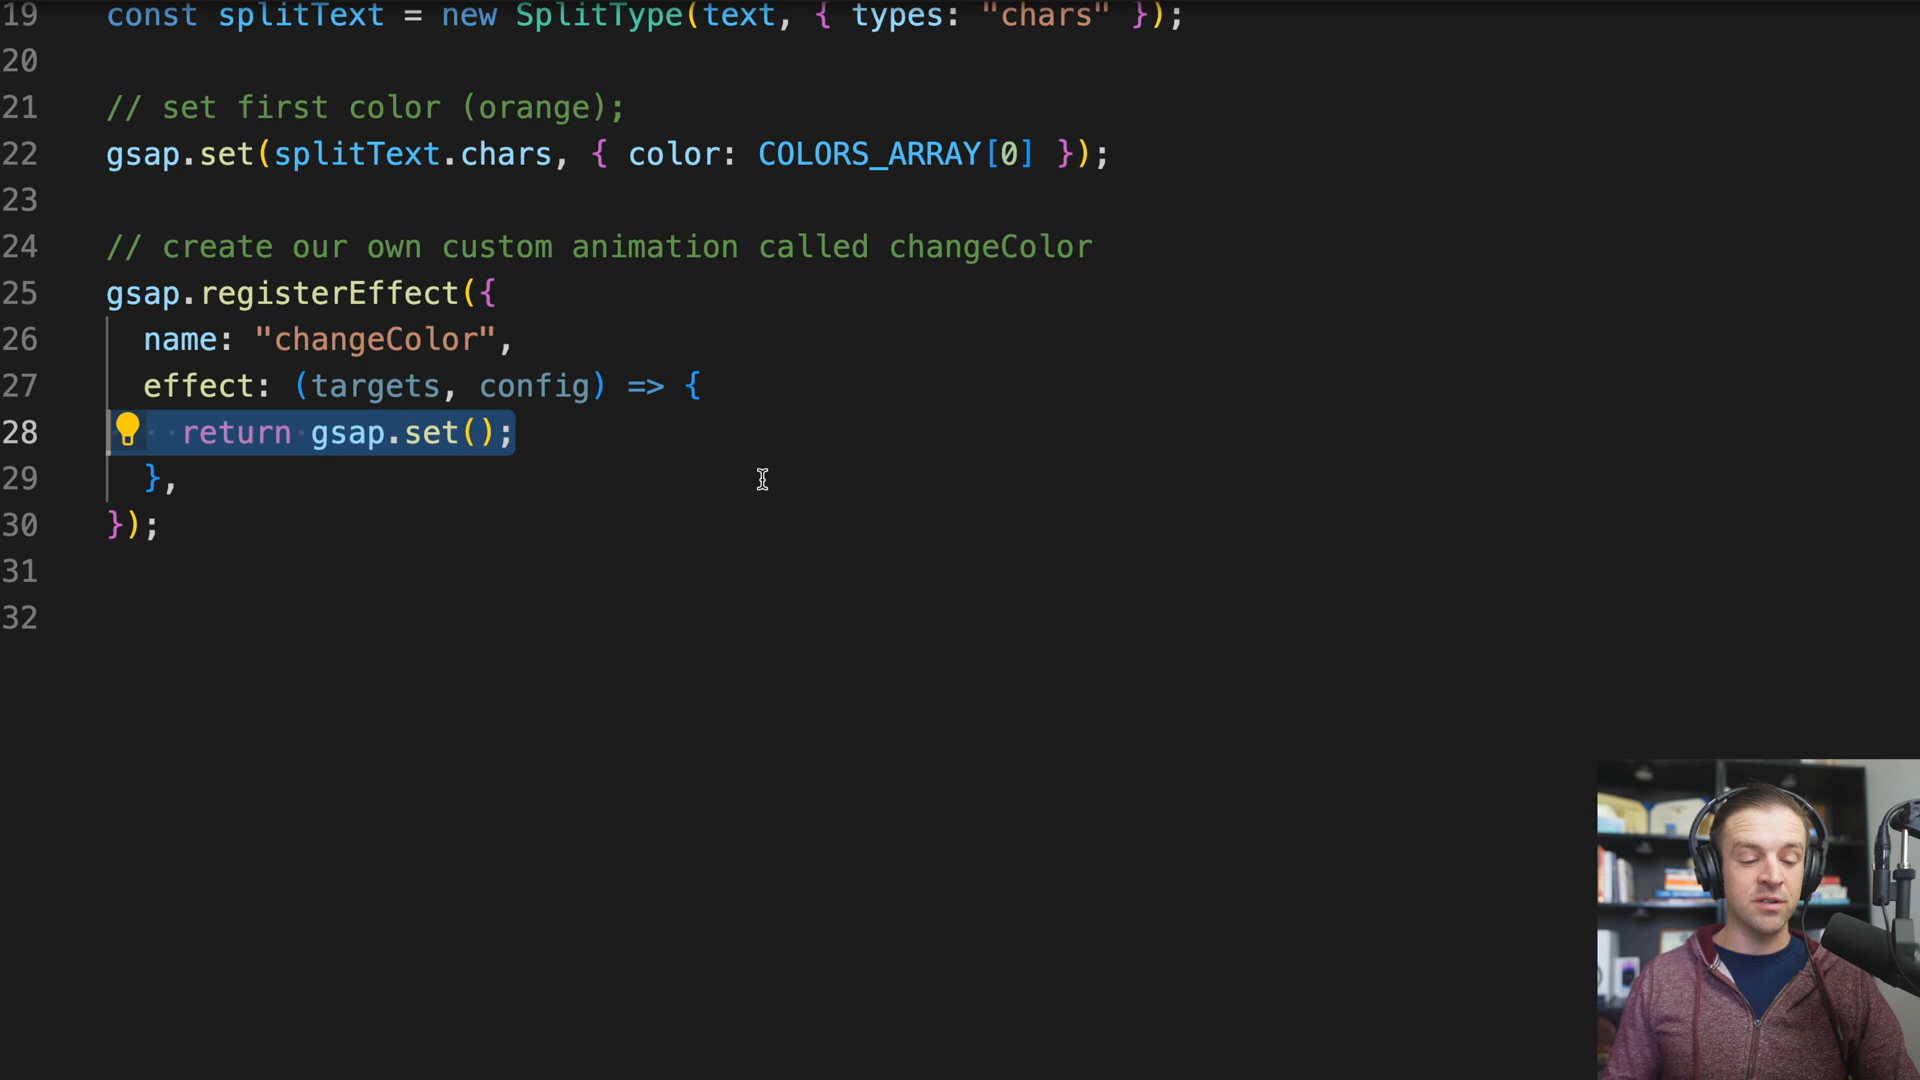 19 const splitText = new SplitType(text, { types: "chars" });
20
21 // set first color (orange);
22 gsap.set(splitText.chars, { color: COLORS_ARRAY[0] });
23
24 // create our own custom animation called changeColor
25 gsap.registerEffect({
26 name: "changeColor",
27 effect: (targets, config) => {
28 return gsap.set();
29 },
30 });
31
32